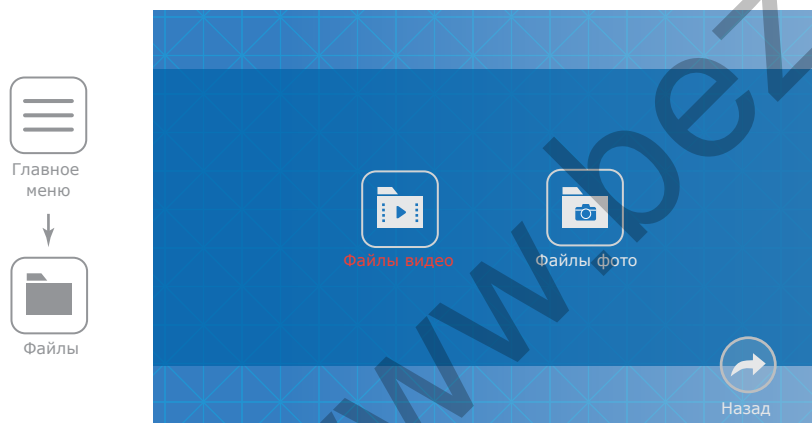 Главное
меню
Файлы
Файлы видео
Файлы фото
Назад
www.bez